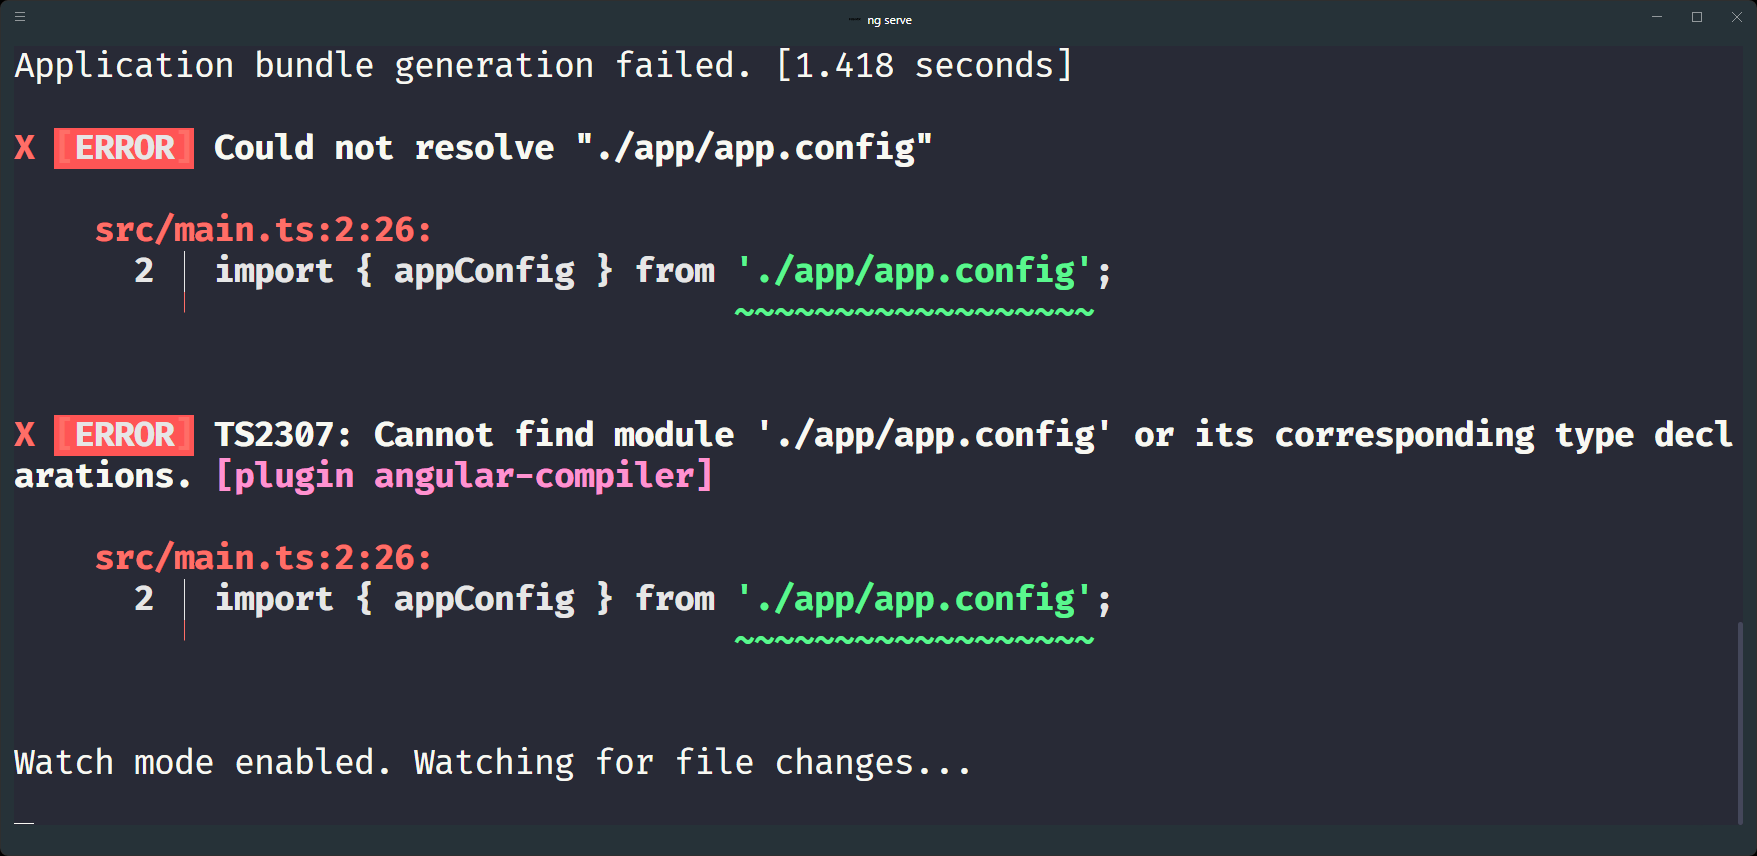 ng serve
Application bundle generation failed. [1.418 seconds]
X [ERROR] Could not resolve "./app/app.config"
src/main.ts:2:26:
2 │ import { appConfig } from './app/app.config';
~~~~~~~~~~~~~~~~~~
X [ERROR] TS2307: Cannot find module './app/app.config' or its corresponding type decl
arations. [plugin angular-compiler]
src/main.ts:2:26:
2 │ import { appConfig } from './app/app.config';
~~~~~~~~~~~~~~~~~~
Watch mode enabled. Watching for file changes...